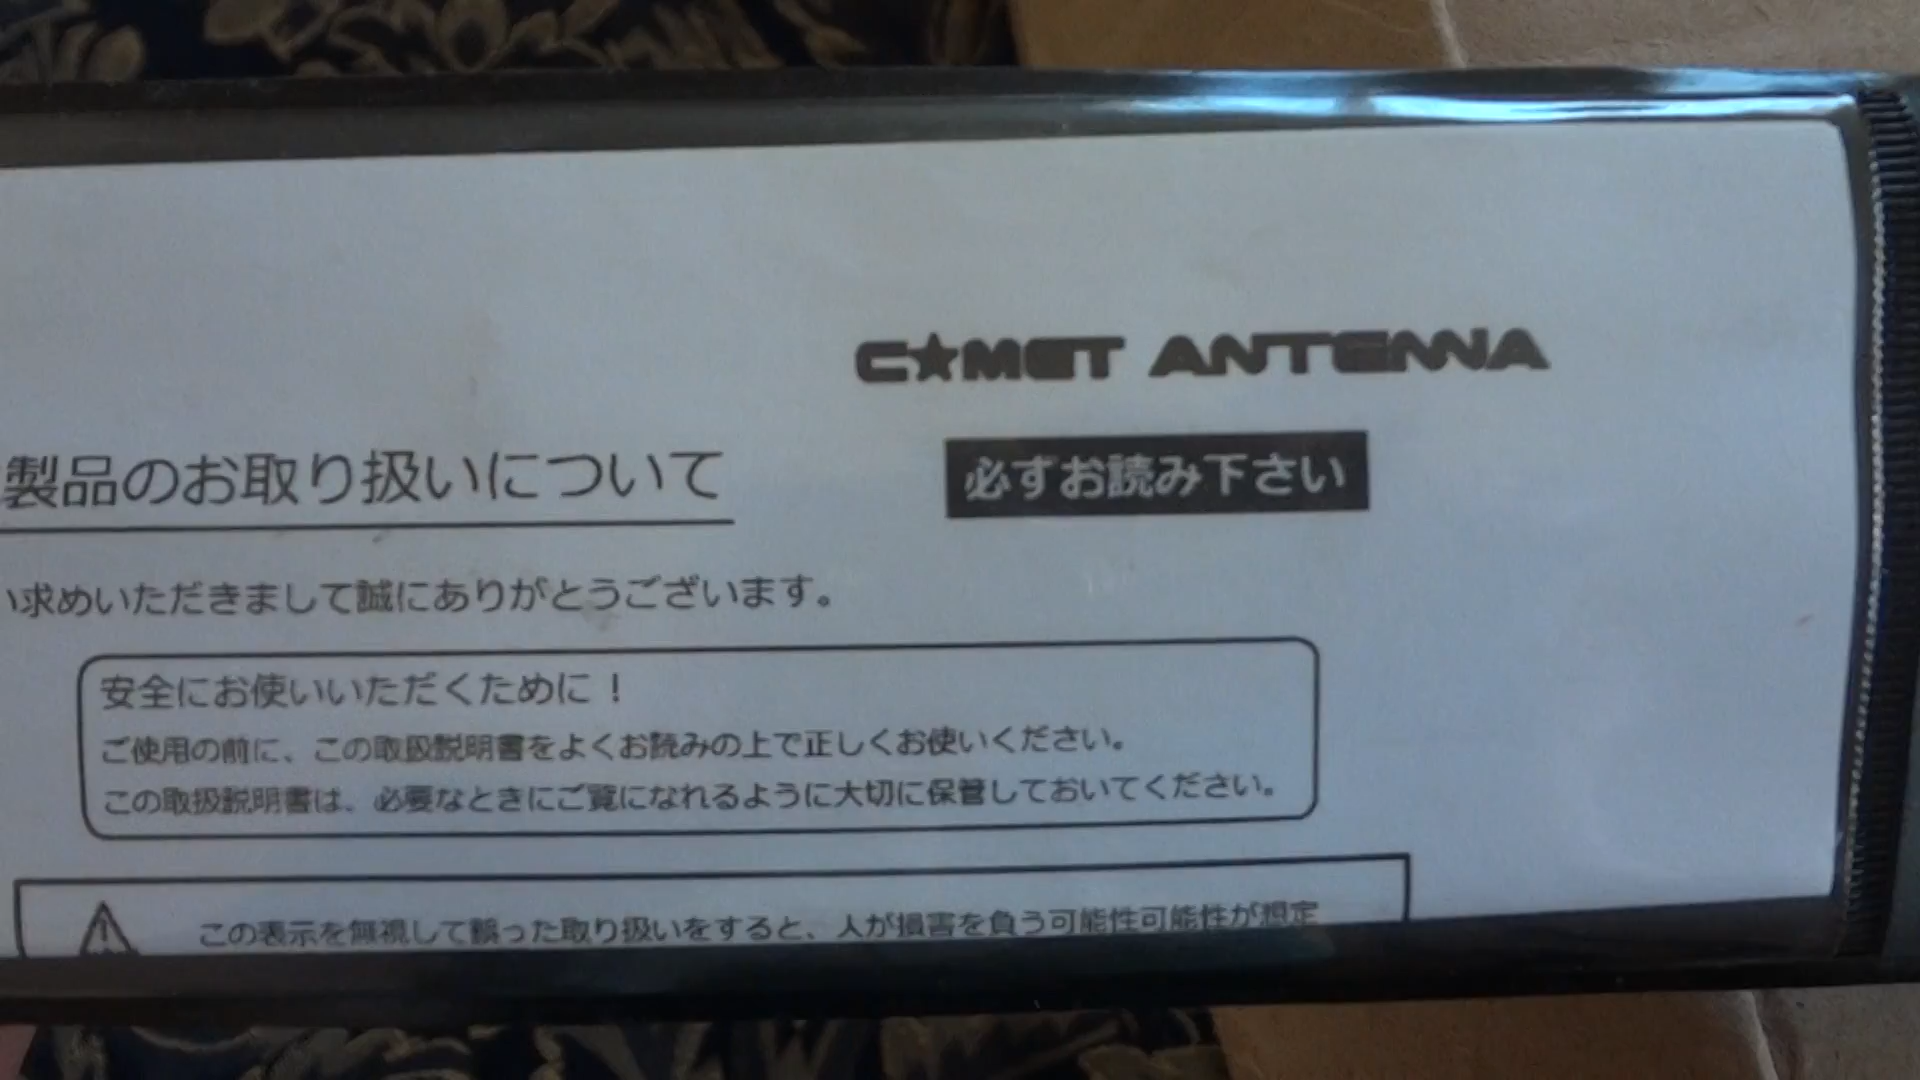 C★MET ANTENNA
製品のお取り扱いについて
必ずお読み下さい
い求めいただきまして誠にありがとうございます。
安全にお使いいただくために！
ご使用の前に、この取扱説明書をよくお読みの上で正しくお使いください。
この取扱説明書は、必要なときにご覧になれるように大切に保管しておいてください。
この表示を無視して誤った取り扱いをすると、人が損害を負う可能性可能性が想定